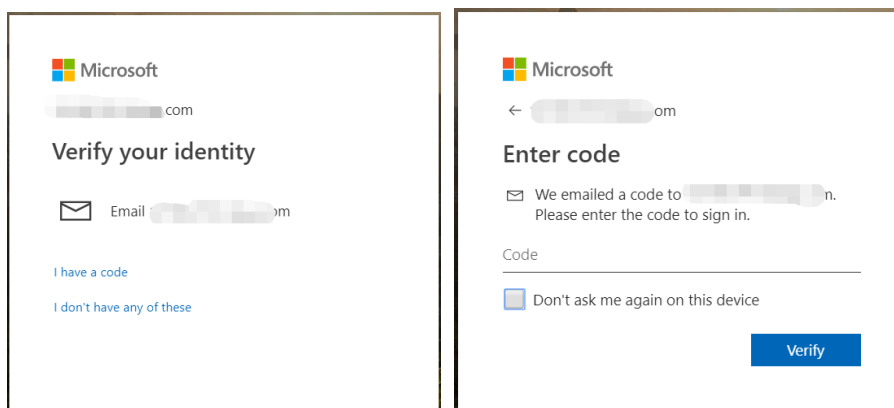 Microsoft
.com
Verify your identity
Email
I have a code
I don't have any of these
Microsoft
← om
Enter code
We emailed a code to
Please enter the code to sign in.
Code
Don't ask me again on this device
Verify